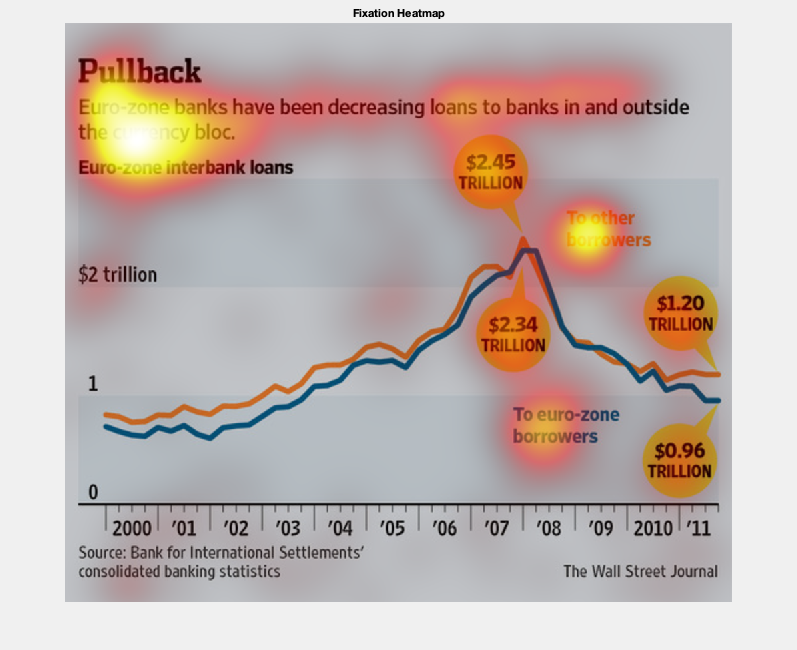 Fixation Heatmap
Pullback
Euro-zone banks have been decreasing loans to banks in and outside
the currency bloc.
Euro-zone interbank loans
$2.45
TRILLION
To other
borrowers
$2 trillion
$1.20
TRILLION
$2.34
TRILLION
1
To euro-zone
borrowers
$0.96
TRILLION
0
2000 '01 '02 '03 '04 '05 '06 '07 '08 '09 2010 '11
Source: Bank for International Settlements'
consolidated banking statistics
The Wall Street Journal